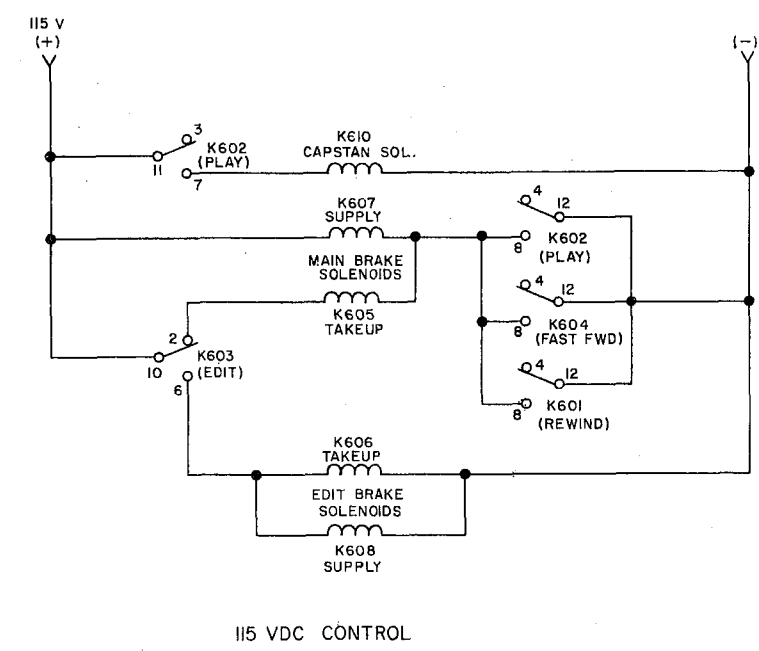 115 V
(+)
(-)
3
K602
(PLAY)
11
7
K610
CAPSTAN SOL.
K607
SUPPLY
4
12
8
K602
(PLAY)
MAIN BRAKE
SOLENOIDS
K605
TAKEUP
4
12
8
K604
(FAST FWD)
2
K603
(EDIT)
10
6
4
12
8
K601
(REWIND)
K606
TAKEUP
EDIT BRAKE
SOLENOIDS
K608
SUPPLY
115 VDC CONTROL